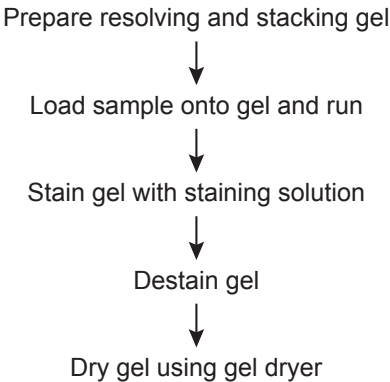 Prepare resolving and stacking gel
Load sample onto gel and run
Stain gel with staining solution
Destain gel
Dry gel using gel dryer